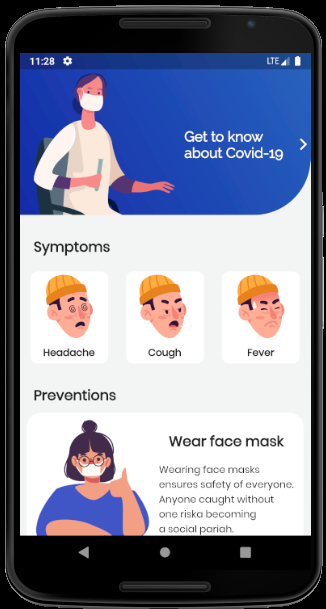 11:28
LTE
Get to know
about Covid-19
Symptoms
Headache
Cough
Fever
Preventions
Wear face mask
Wearing face masks
ensures safety of everyone.
Anyone caught without
one riska becoming
a social pariah.